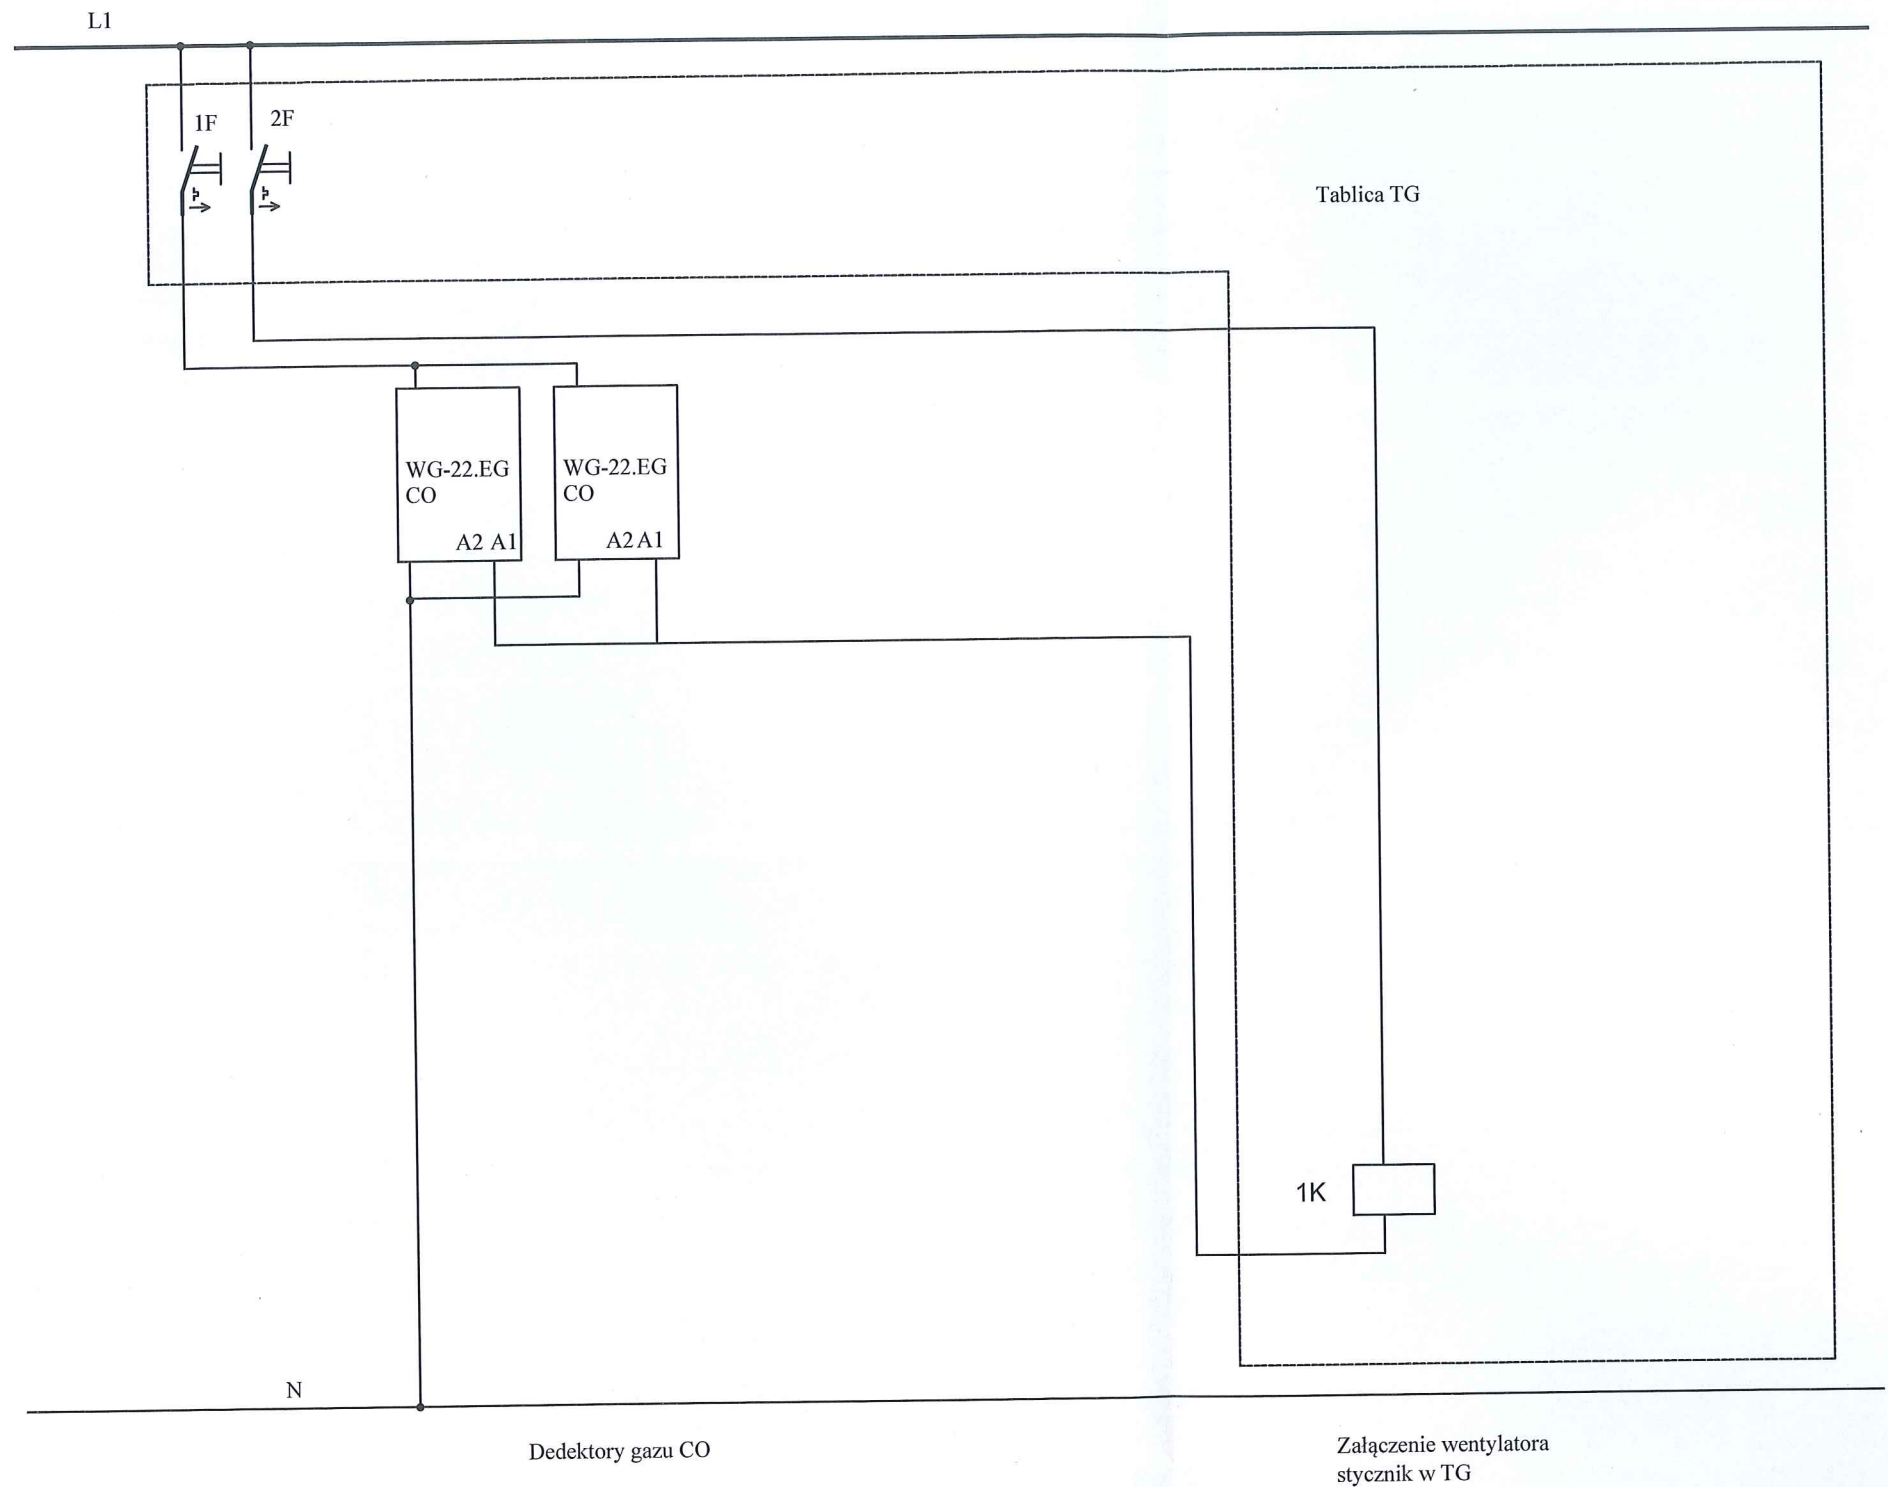 L1
1F
2F
Tablica TG
WG-22.EG
CO
A2 A1
WG-22.EG
CO
A2 A1
1K
N
Dedektory gazu CO
Załączenie wentylatora
stycznik w TG